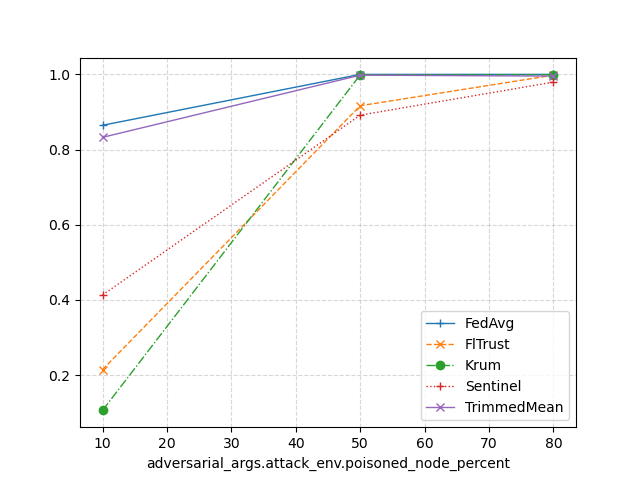 1.0
0.8
0.6
0.4
0.2
FedAvg
FlTrust
Krum
Sentinel
TrimmedMean
10 20 30 40 50 60 70 80
adversarial_args.attack_env.poisoned_node_percent